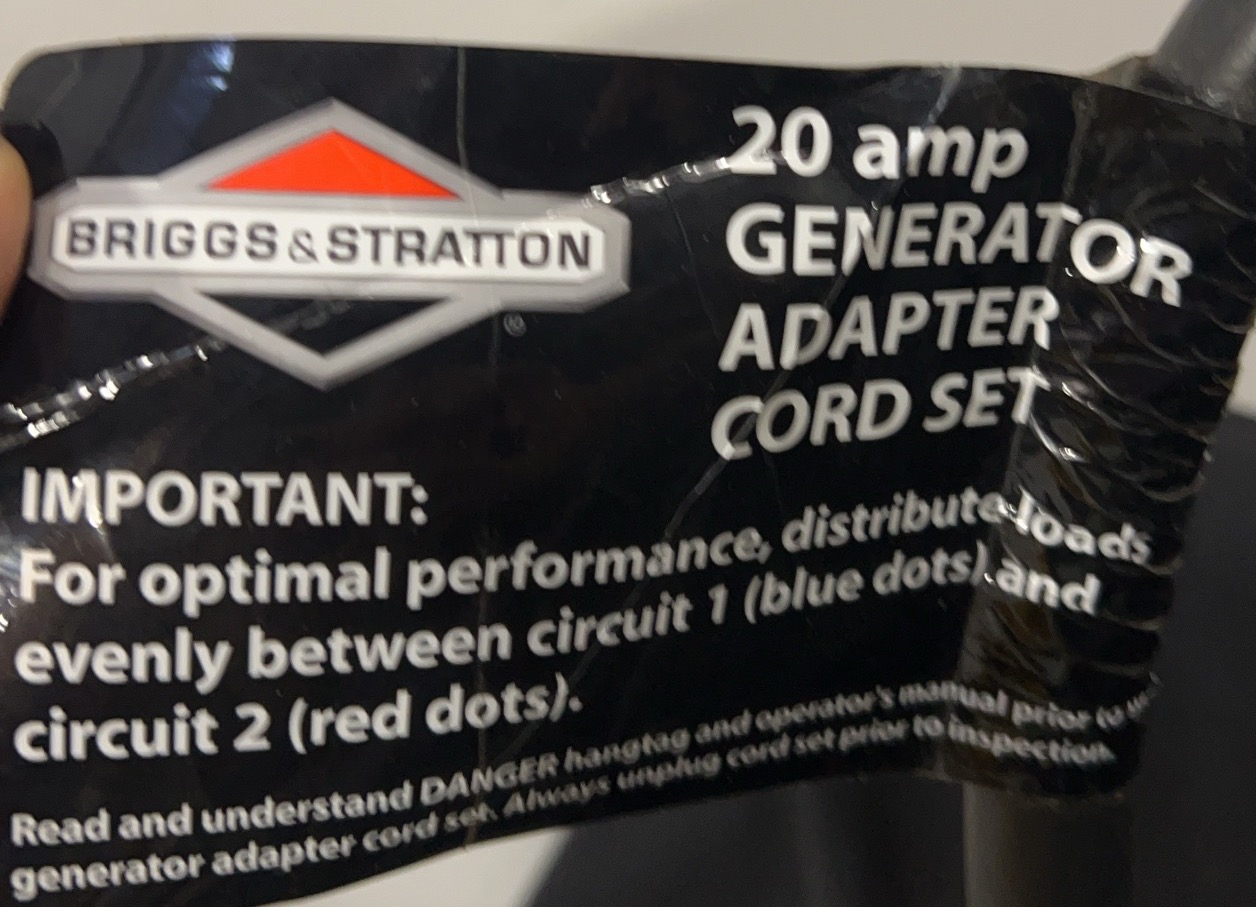 BRIGGS & STRATTON
®
20 amp
GENERATOR
ADAPTER
CORD SET
IMPORTANT:
For optimal performance, distribute loads
evenly between circuit 1 (blue dots) and
circuit 2 (red dots).
Read and understand DANGER hangtag and operator's manual prior to
generator adapter cord set. Always unplug cord set prior to inspection.